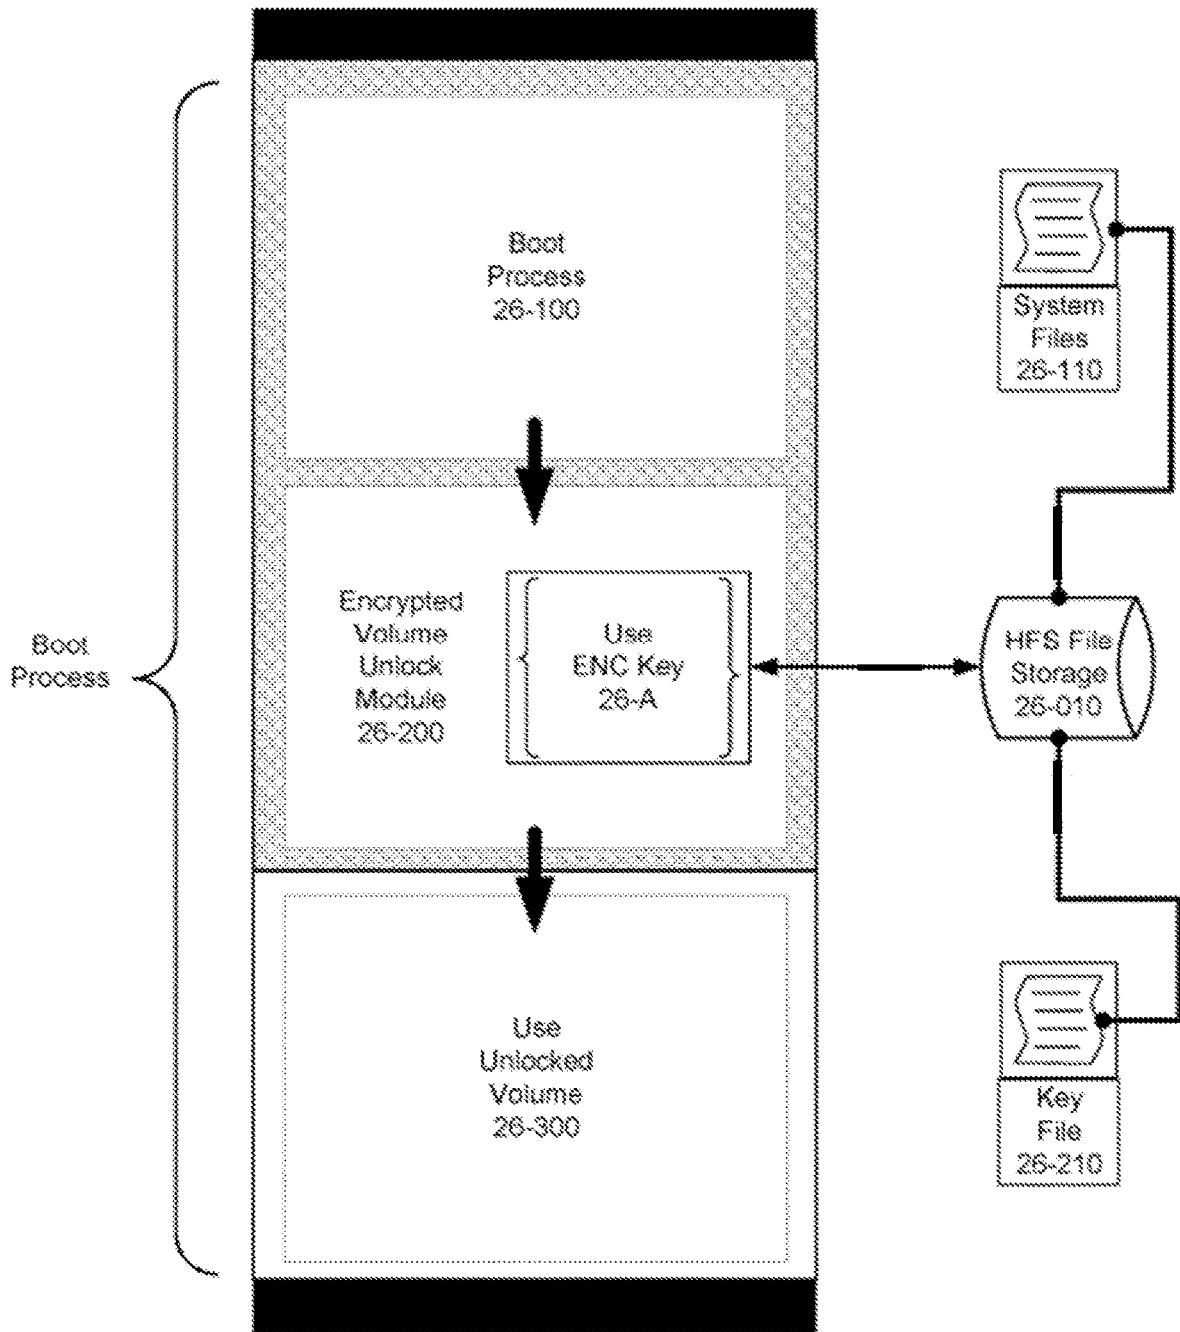 Boot
Process
Boot
Process
26-100
Encrypted
Volume
Unlock
Module
26-200
Use
ENC Key
26-A
Use
Unlocked
Volume
26-300
System
Files
26-110
HFS File
Storage
26-010
Key
File
26-210